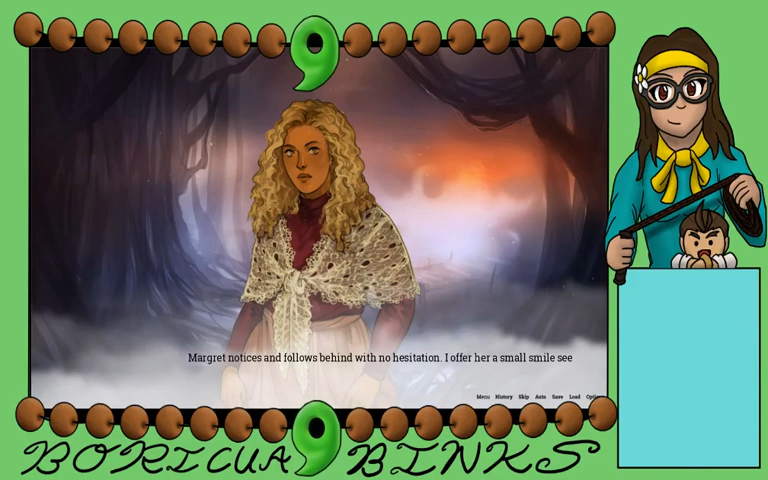 Margret notices and follows behind with no hesitation. I offer her a small smile see
Menu History Skip Auto Save Load
BORICUA BINKS